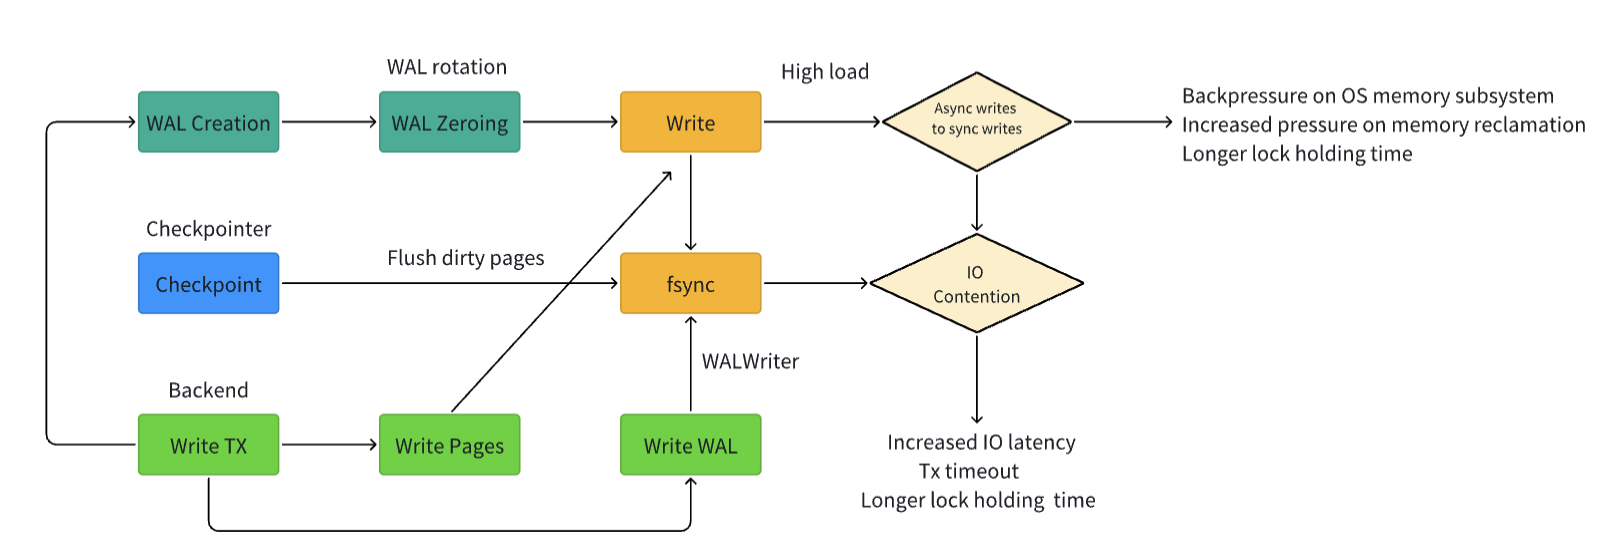 WAL rotation
High load
WAL Creation
WAL Zeroing
Write
Async writes
to sync writes
Backpressure on OS memory subsystem
Increased pressure on memory reclamation
Longer lock holding time
Checkpointer
Flush dirty pages
Checkpoint
fsync
IO
Contention
WALWriter
Backend
Write TX
Write Pages
Write WAL
Increased IO latency
Tx timeout
Longer lock holding  time